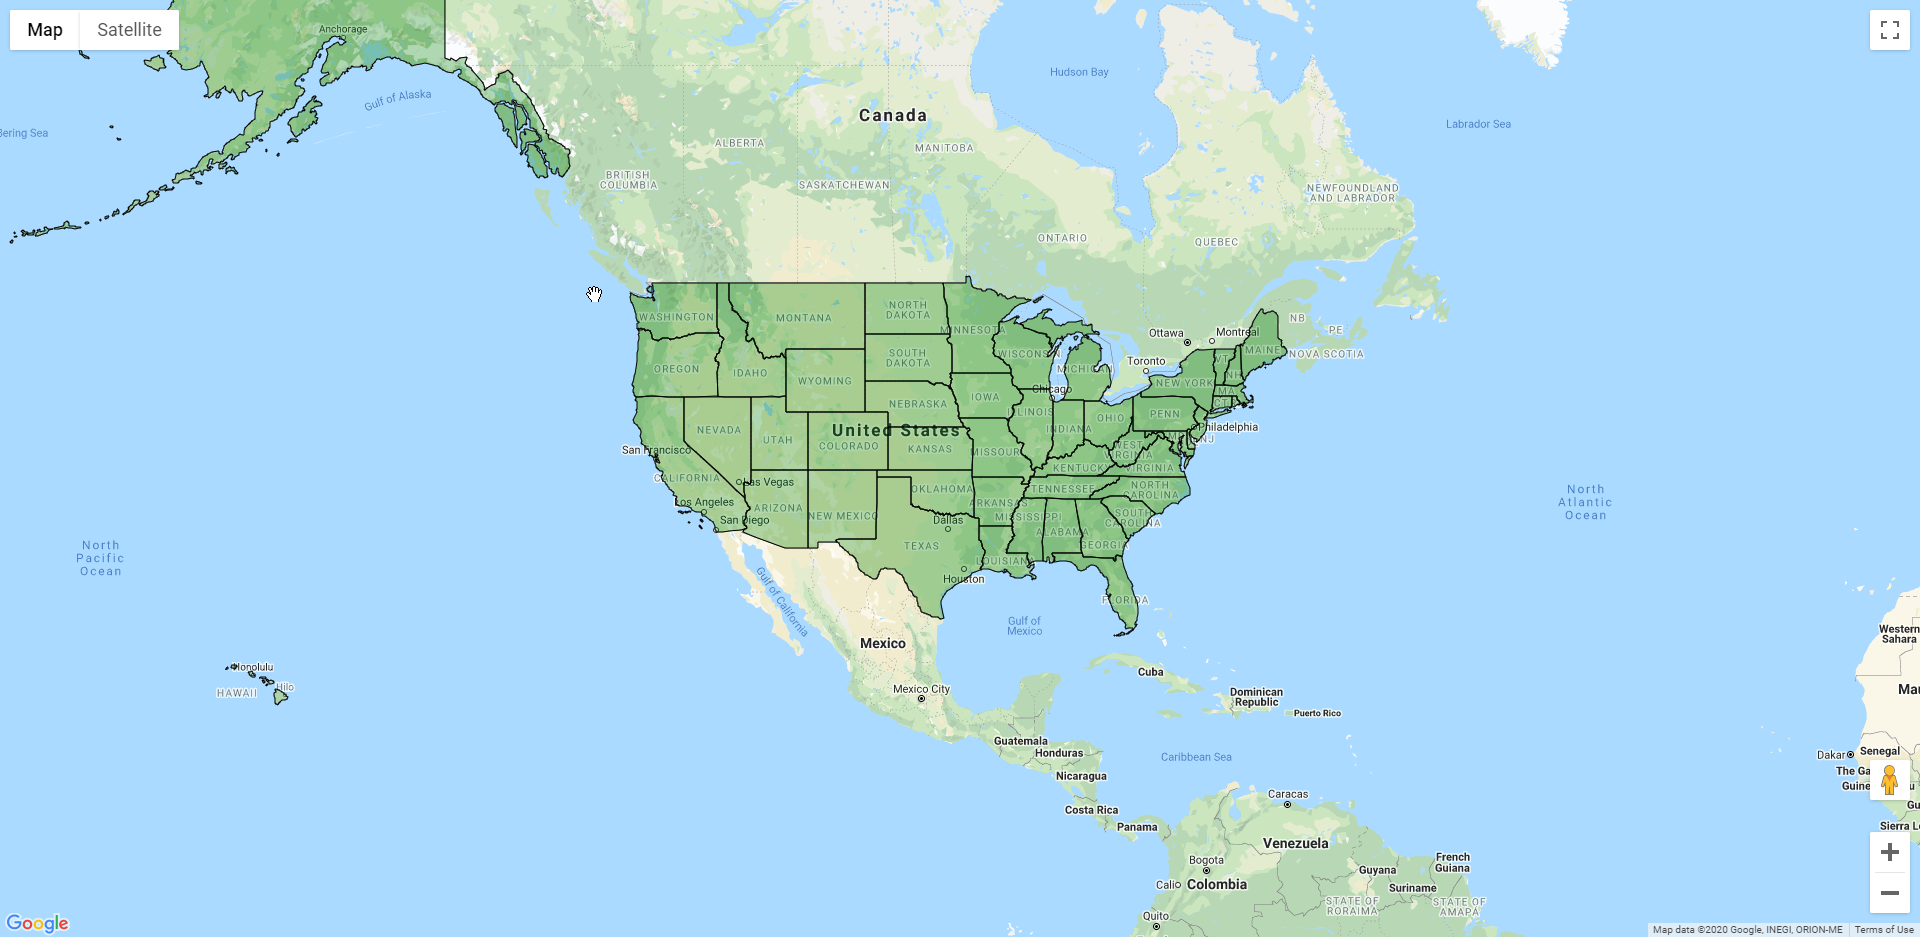 Map
Satellite
Anchorage
Gulf of Alaska
Bering Sea
Hudson Bay
Canada
Labrador Sea
ALBERTA
MANITOBA
BRITISH
COLUMBIA
SASKATCHEWAN
NEWFOUNDLAND
AND LABRADOR
ONTARIO
QUEBEC
WASHINGTON
MONTANA
NORTH
DAKOTA
MINNESOTA
NB
PE
Ottawa
Montreal
NOVA SCOTIA
MAINE
VT
NH
OREGON
IDAHO
WYOMING
SOUTH
DAKOTA
WISCONSIN
MICHIGAN
Toronto
NEW YORK
MA
CT
Chicago
NEBRASKA
IOWA
ILLINOIS
INDIANA
OHIO
PENN
Philadelphia
NJ
NEVADA
UTAH
United States
COLORADO
KANSAS
MISSOURI
WEST
VIRGINIA
VIRGINIA
KENTUCKY
San Francisco
CALIFORNIA
Las Vegas
Los Angeles
San Diego
ARIZONA
NEW MEXICO
OKLAHOMA
ARKANSAS
TENNESSEE
NORTH
CAROLINA
SOUTH
CAROLINA
MISSISSIPPI
ALABAMA
GEORGIA
Dallas
TEXAS
LOUISIANA
Houston
FLORIDA
North
Atlantic
Ocean
North
Pacific
Ocean
Gulf of California
Gulf of
Mexico
Mexico
Mexico City
Honolulu
HAWAII
Hilo
Cuba
Dominican
Republic
Puerto Rico
Guatemala
Honduras
Nicaragua
Caribbean Sea
Costa Rica
Panama
Caracas
Venezuela
Bogota
Cali
Colombia
Guyana
French
Guiana
Suriname
STATE OF
RORAIMA
STATE OF
AMAPA
Quito
Western
Sahara
Mau
Dakar
Senegal
The Ga
Guine
u
Gu
Sierra L
Google
Map data ©2020 Google, INEGI, ORION-ME
Terms of Use